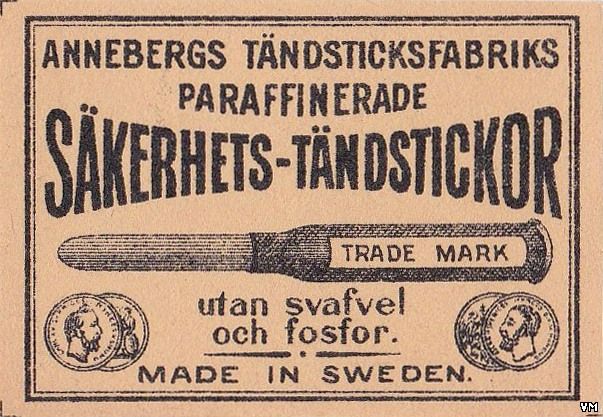 ANNEBERGS TÄNDSTICKSFABRIKS
PARAFFINERADE
SÄKERHETS-TÄNDSTICKOR
TRADE MARK
utan svafvel
och fosfor.
MADE IN SWEDEN.
VM